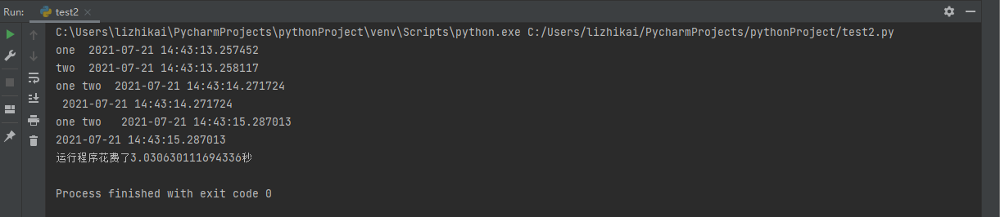 Run: test2
C:\Users\lizhikai\PycharmProjects\pythonProject\venv\Scripts\python.exe C:/Users/lizhikai/PycharmProjects/pythonProject/test2.py
one  2021-07-21 14:43:13.257452
two  2021-07-21 14:43:13.258117
one two  2021-07-21 14:43:14.271724
 2021-07-21 14:43:14.271724
one two   2021-07-21 14:43:15.287013
2021-07-21 14:43:15.287013
运行程序花费了3.030630111694336秒
Process finished with exit code 0